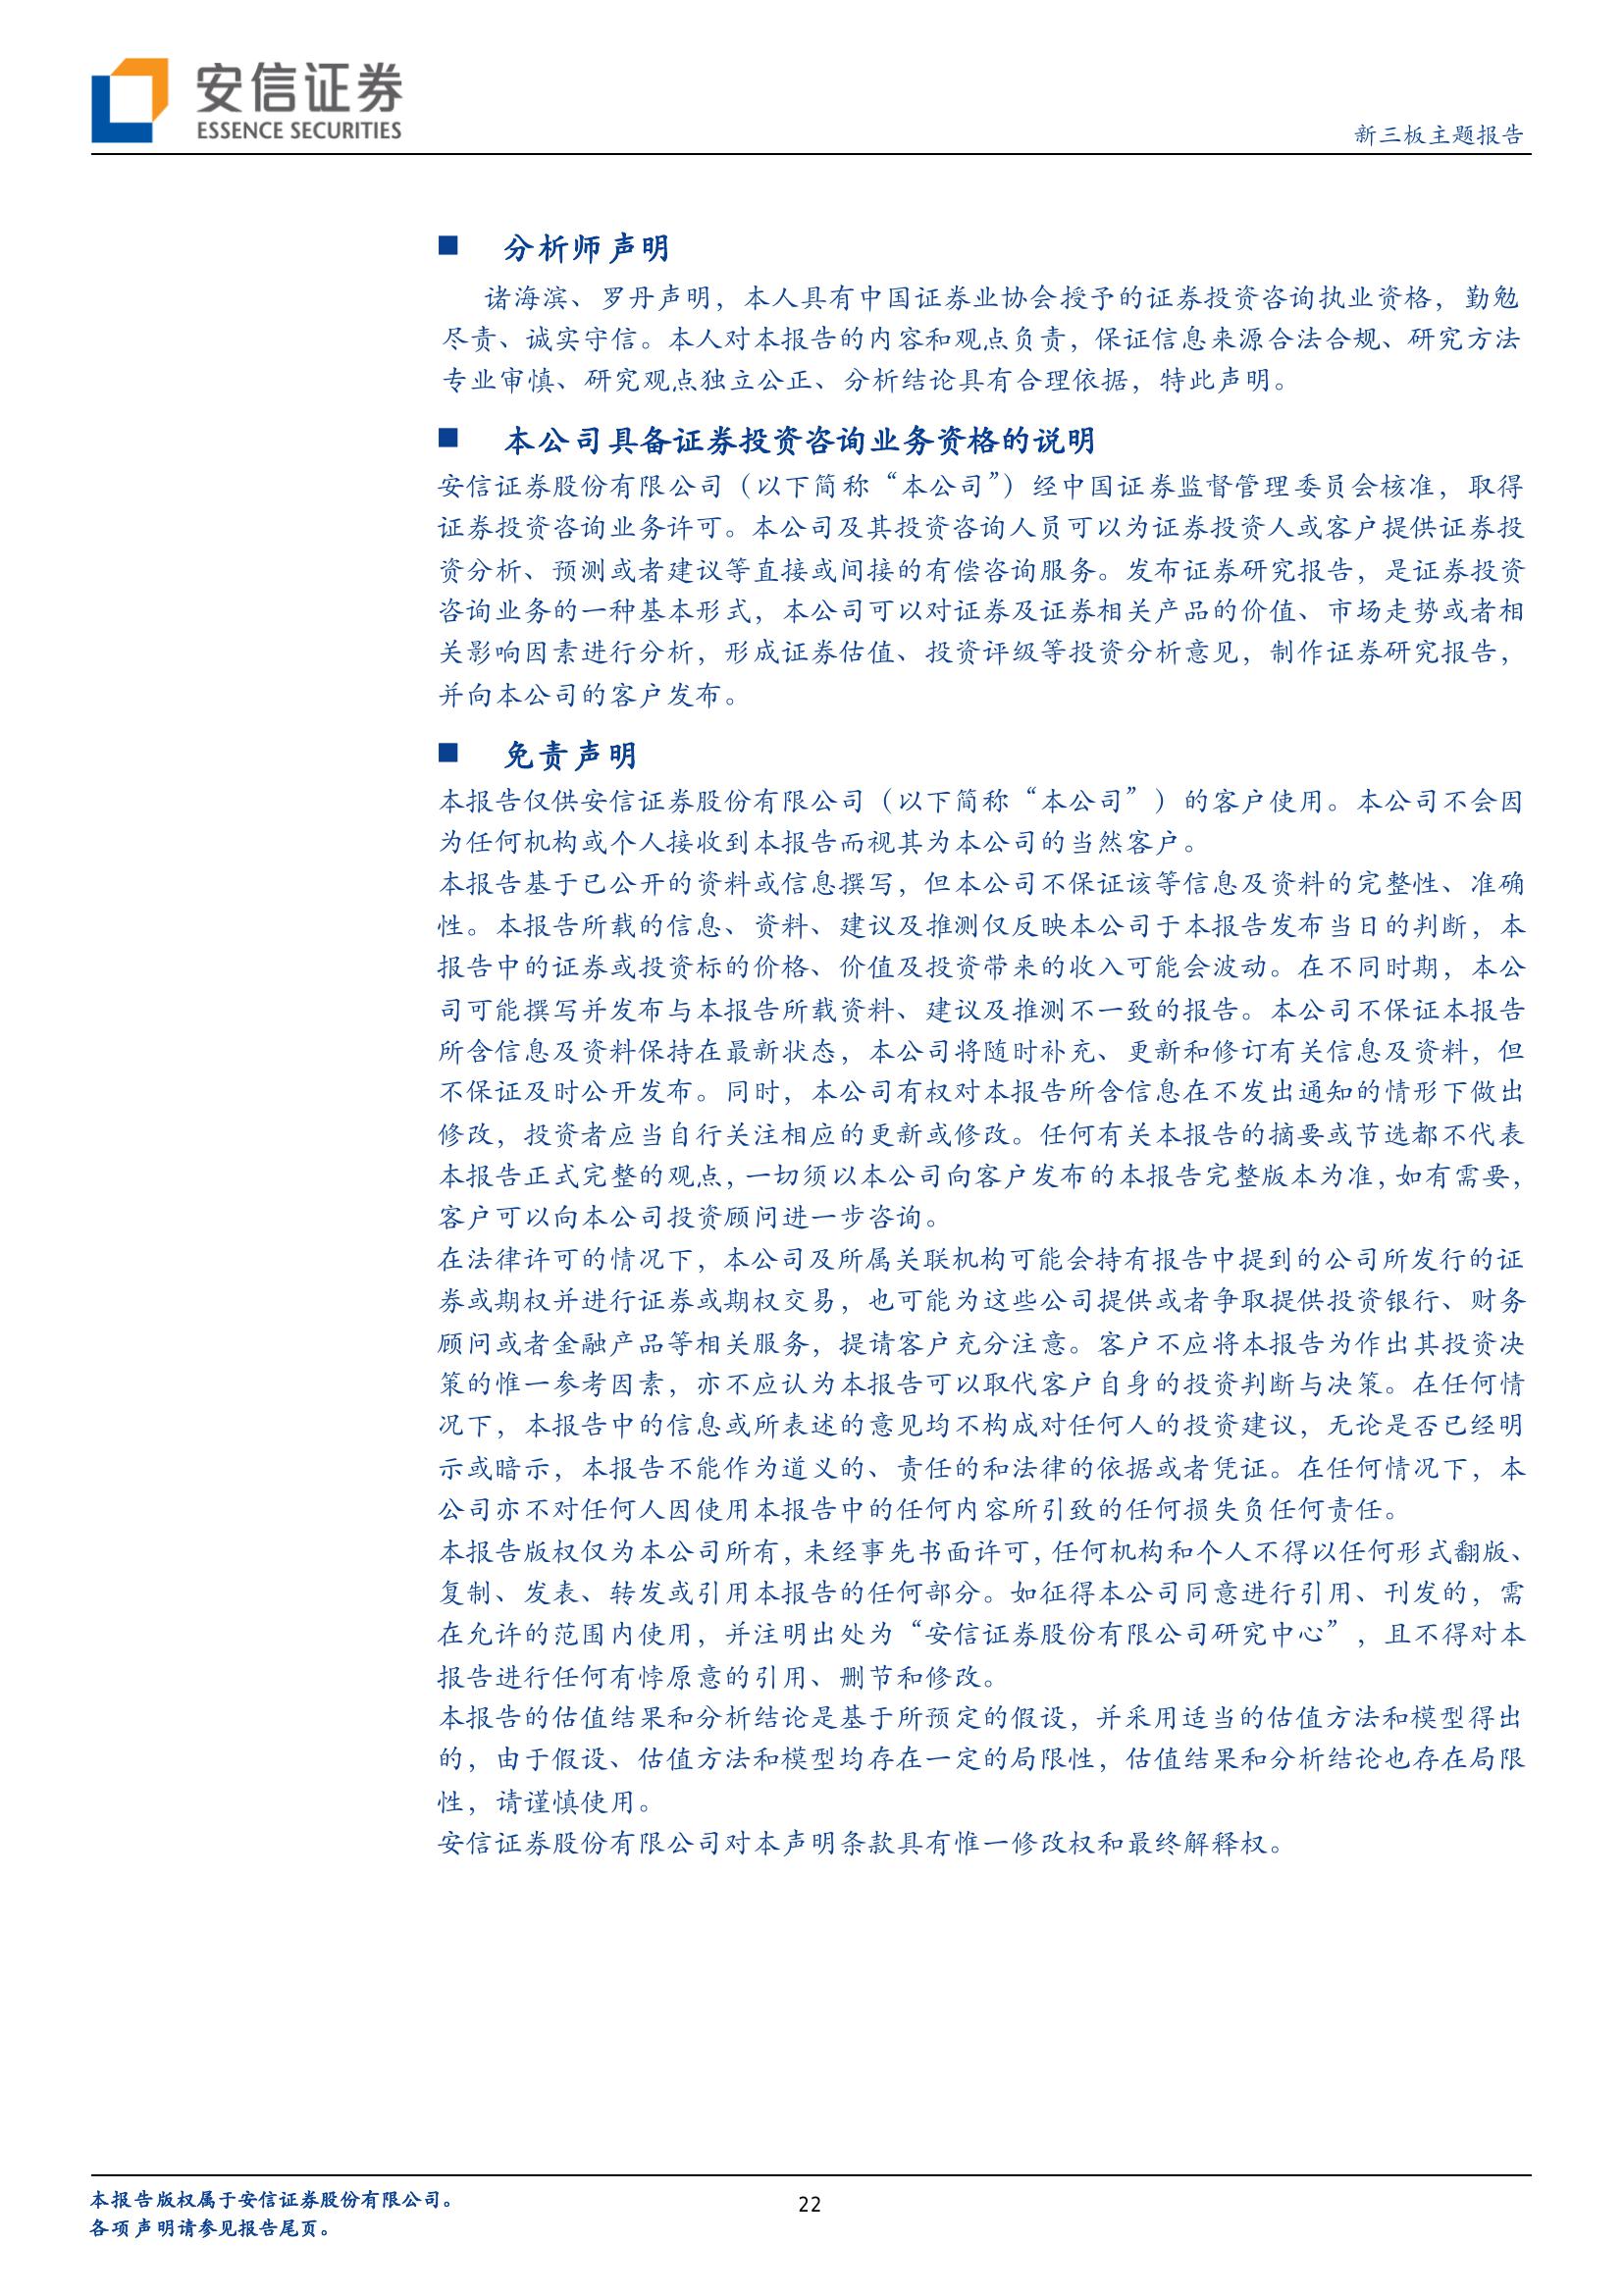 安信证券
ESSENCE SECURITIES
新三板主题报告
■ 分析师声明
诸海滨、罗丹声明，本人具有中国证券业协会授予的证券投资咨询执业资格，勤勉
尽责、诚实守信。本人对本报告的内容和观点负责，保证信息来源合法合规、研究方法
专业审慎、研究观点独立公正、分析结论具有合理依据，特此声明。
■ 本公司具备证券投资咨询业务资格的说明
安信证券股份有限公司（以下简称“本公司”）经中国证券监督管理委员会核准，取得
证券投资咨询业务许可。本公司及其投资咨询人员可以为证券投资人或客户提供证券投
资分析、预测或者建议等直接或间接的有偿咨询服务。发布证券研究报告，是证券投资
咨询业务的一种基本形式，本公司可以对证券及证券相关产品的价值、市场走势或者相
关影响因素进行分析，形成证券估值、投资评级等投资分析意见，制作证券研究报告，
并向本公司的客户发布。
■ 免责声明
本报告仅供安信证券股份有限公司（以下简称“本公司”）的客户使用。本公司不会因
为任何机构或个人接收到本报告而视其为本公司的当然客户。
本报告基于已公开的资料或信息撰写，但本公司不保证该等信息及资料的完整性、准确
性。本报告所载的信息、资料、建议及推测仅反映本公司于本报告发布当日的判断，本
报告中的证券或投资标的价格、价值及投资带来的收入可能会波动。在不同时期，本公
司可能撰写并发布与本报告所载资料、建议及推测不一致的报告。本公司不保证本报告
所含信息及资料保持在最新状态，本公司将随时补充、更新和修订有关信息及资料，但
不保证及时公开发布。同时，本公司有权对本报告所含信息在不发出通知的情形下做出
修改，投资者应当自行关注相应的更新或修改。任何有关本报告的摘要或节选都不代表
本报告正式完整的观点，一切须以本公司向客户发布的本报告完整版本为准，如有需要，
客户可以向本公司投资顾问进一步咨询。
在法律许可的情况下，本公司及所属关联机构可能会持有报告中提到的公司所发行的证
券或期权并进行证券或期权交易，也可能为这些公司提供或者争取提供投资银行、财务
顾问或者金融产品等相关服务，提请客户充分注意。客户不应将本报告为作出其投资决
策的惟一参考因素，亦不应认为本报告可以取代客户自身的投资判断与决策。在任何情
况下，本报告中的信息或所表述的意见均不构成对任何人的投资建议，无论是否已经明
示或暗示，本报告不能作为道义的、责任的和法律的依据或者凭证。在任何情况下，本
公司亦不对任何人因使用本报告中的任何内容所引致的任何损失负任何责任。
本报告版权仅为本公司所有，未经事先书面许可，任何机构和个人不得以任何形式翻版、
复制、发表、转发或引用本报告的任何部分。如征得本公司同意进行引用、刊发的，需
在允许的范围内使用，并注明出处为“安信证券股份有限公司研究中心”，且不得对本
报告进行任何有悖原意的引用、删节和修改。
本报告的估值结果和分析结论是基于所预定的假设，并采用适当的估值方法和模型得出
的，由于假设、估值方法和模型均存在一定的局限性，估值结果和分析结论也存在局限
性，请谨慎使用。
安信证券股份有限公司对本声明条款具有惟一修改权和最终解释权。
本报告版权属于安信证券股份有限公司。
22
各项声明请参见报告尾页。